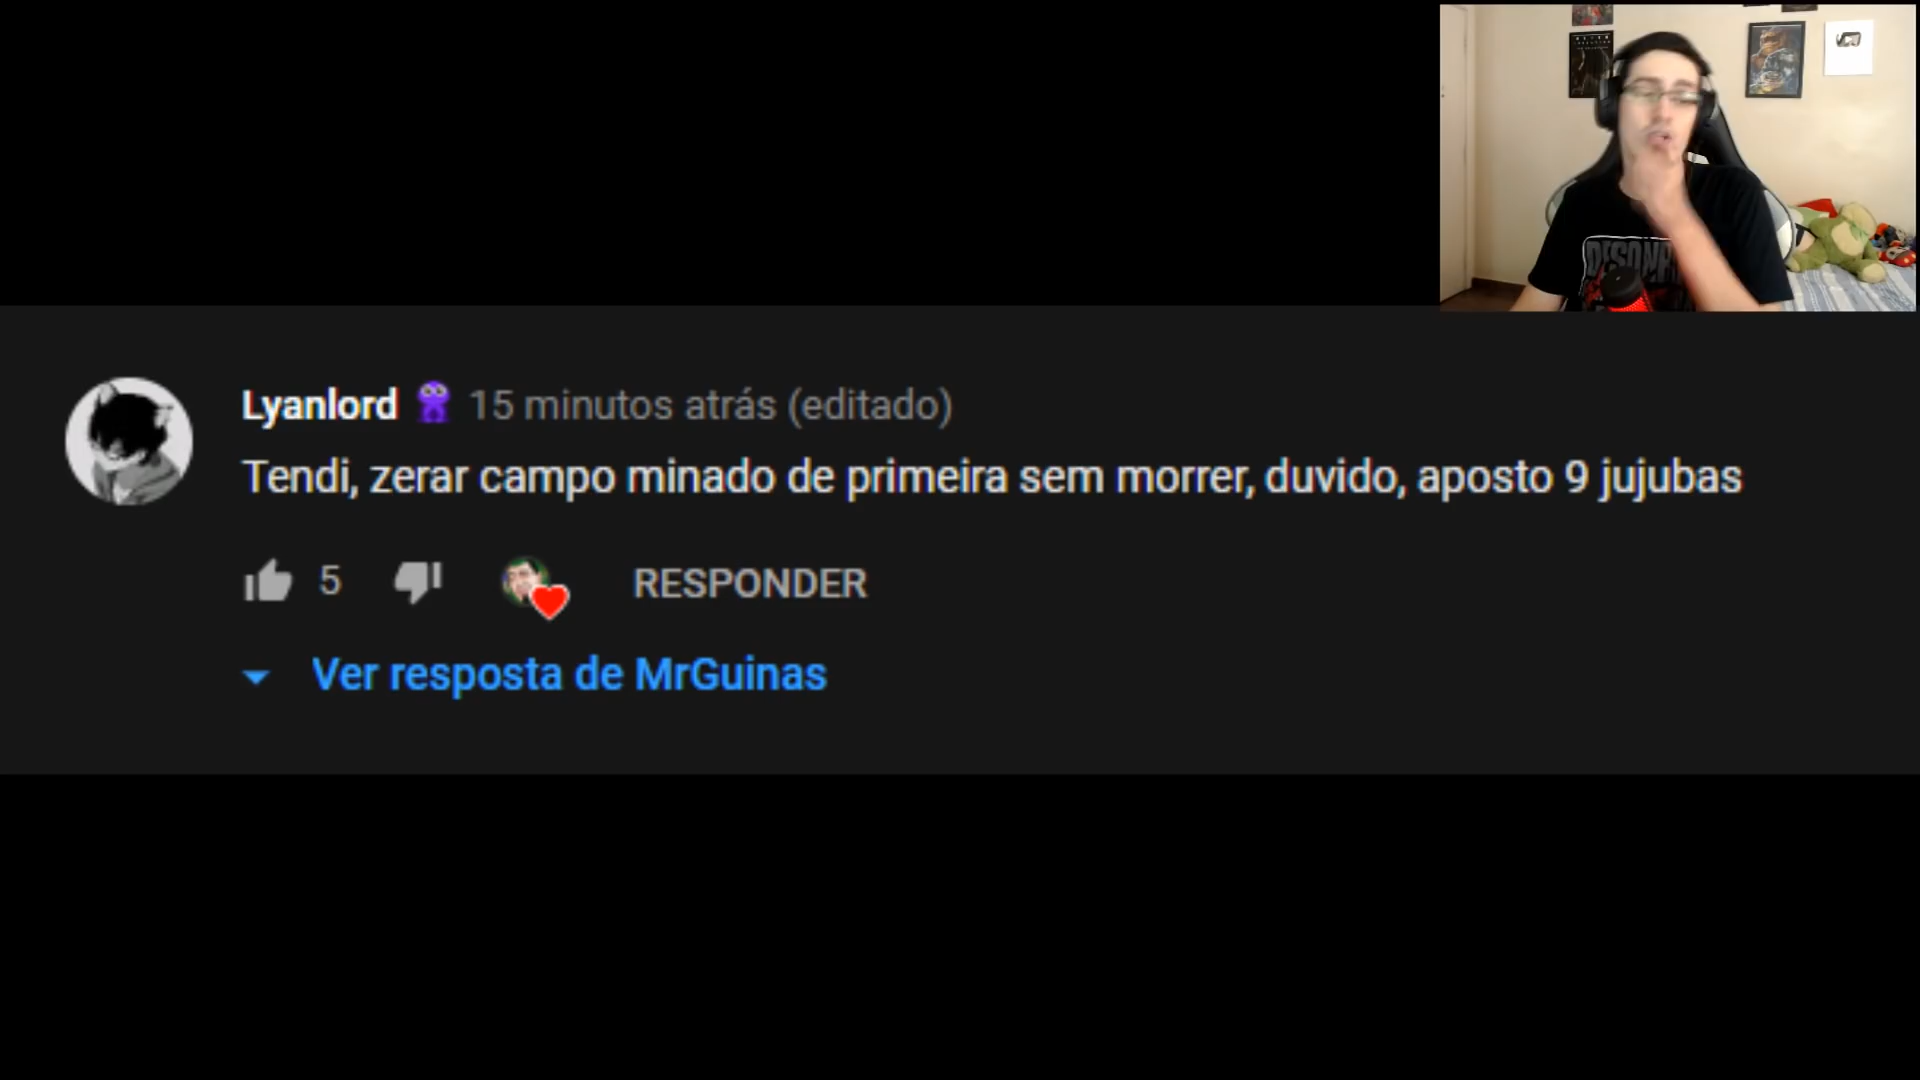 Lyanlord 15 minutos atrás (editado)
Tendi, zerar campo minado de primeira sem morrer, duvido, aposto 9 jujubas
5 RESPONDER
Ver resposta de MrGuinas